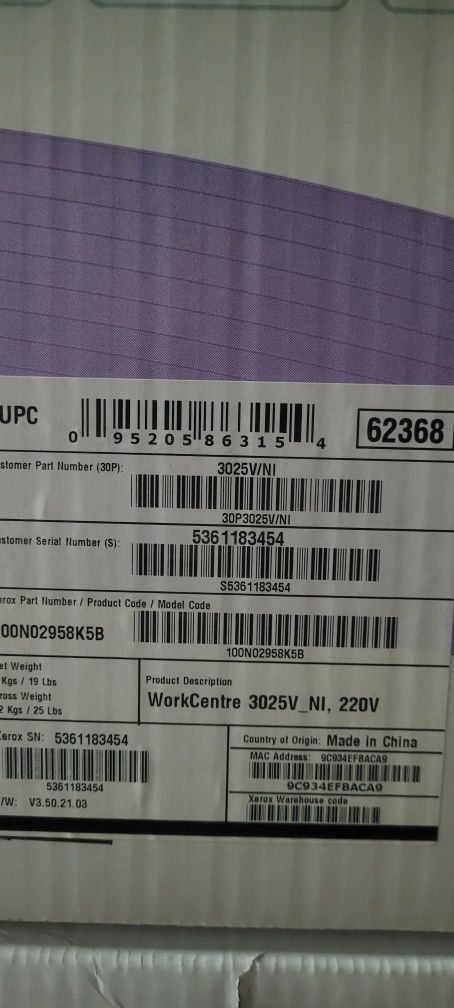 UPC
0 95205 86315 4
62368
stomer Part Number (30P): 3025V/NI
30P3025V/NI
stomer Serial Number (S): 5361183454
S5361183454
erox Part Number / Product Code / Model Code
00N02958K5B
100N02958K5B
et Weight
Kgs / 19 Lbs
ross Weight
2 Kgs / 25 Lbs
Product Description
WorkCentre 3025V_NI, 220V
erox SN: 5361183454
5361183454
/W: V3.50.21.03
Country of Origin: Made in China
MAC Address: 9C934EFBACA9
9C934EFBACA9
Xerox Warehouse code